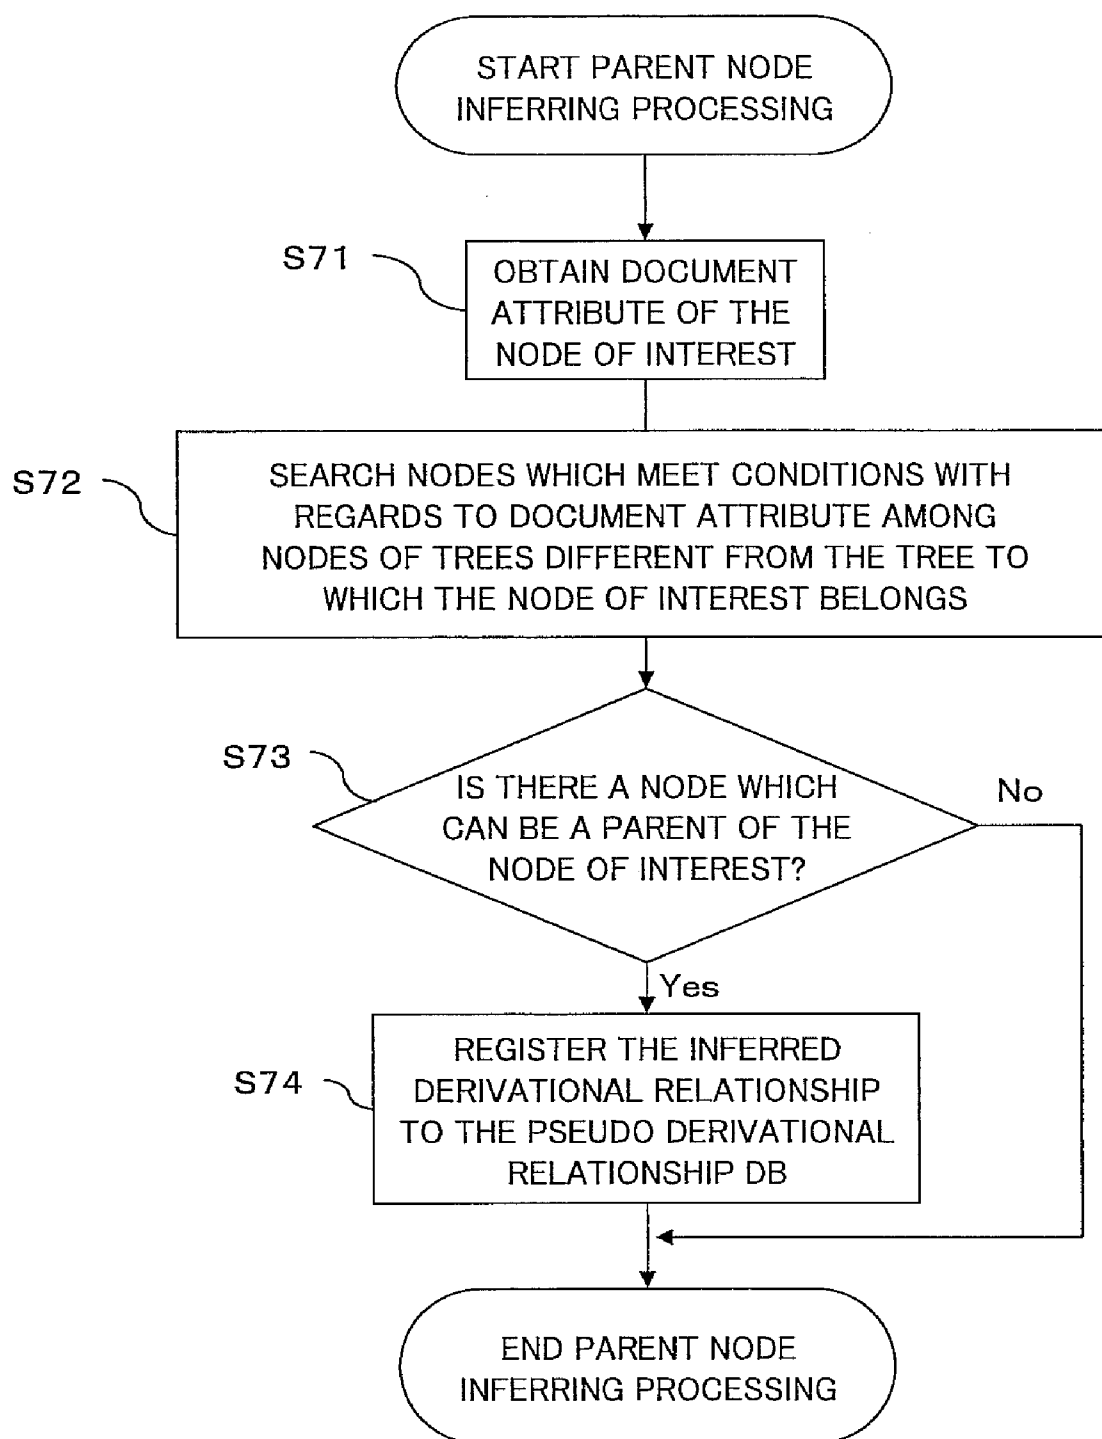 START PARENT NODE
INFERRING PROCESSING
S71
OBTAIN DOCUMENT
ATTRIBUTE OF THE
NODE OF INTEREST
S72
SEARCH NODES WHICH MEET CONDITIONS WITH
REGARDS TO DOCUMENT ATTRIBUTE AMONG
NODES OF TREES DIFFERENT FROM THE TREE TO
WHICH THE NODE OF INTEREST BELONGS
S73
IS THERE A NODE WHICH
CAN BE A PARENT OF THE
NODE OF INTEREST?
No
Yes
S74
REGISTER THE INFERRED
DERIVATIONAL RELATIONSHIP
TO THE PSEUDO DERIVATIONAL
RELATIONSHIP DB
END PARENT NODE
INFERRING PROCESSING